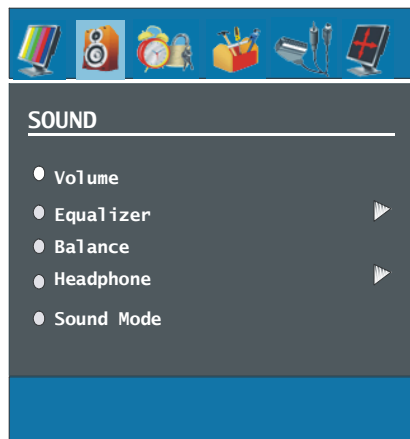 SOUND
Volume
Equalizer
Balance
Headphone
Sound Mode